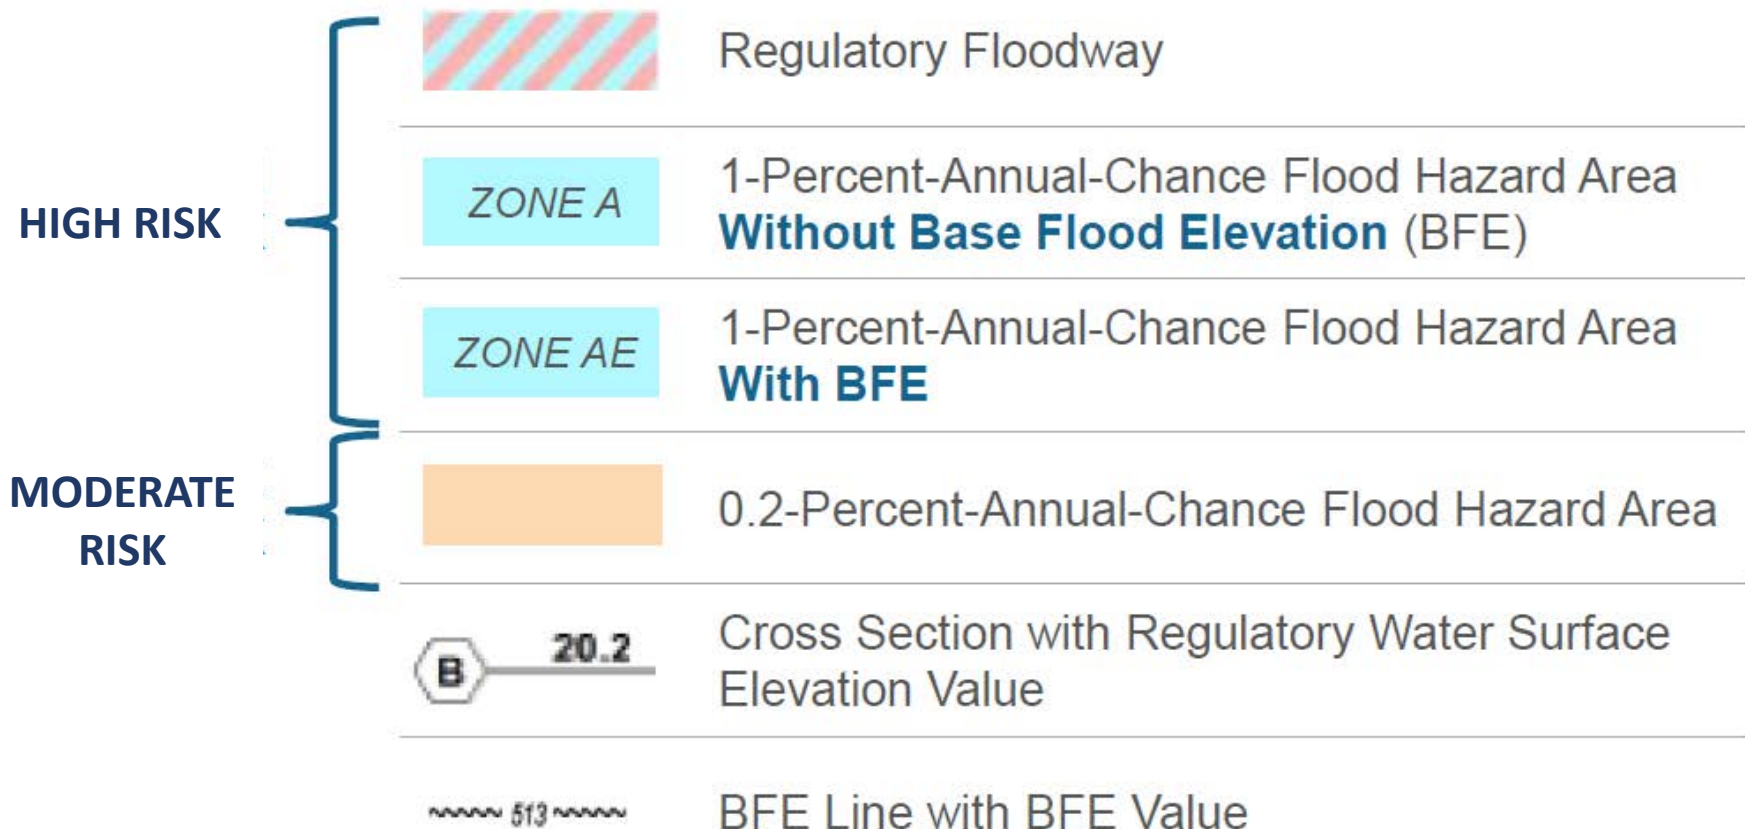 Regulatory Floodway
HIGH RISK
ZONE A
1-Percent-Annual-Chance Flood Hazard Area
Without Base Flood Elevation (BFE)
ZONE AE
1-Percent-Annual-Chance Flood Hazard Area
With BFE
MODERATE
RISK
0.2-Percent-Annual-Chance Flood Hazard Area
B 20.2
Cross Section with Regulatory Water Surface
Elevation Value
513
BFE Line with BFE Value